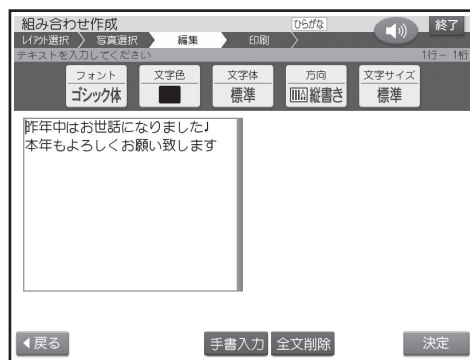 組み合わせ作成 ひらがな 終了
レイアウト選択 写真選択 編集 印刷
テキストを入力してください 1行− 1桁
フォント 文字色 文字体 方向 文字サイズ
ゴシック体 標準 縦書き 標準
昨年中はお世話になりました♩
本年もよろしくお願い致します
戻る 手書入力 全文削除 決定